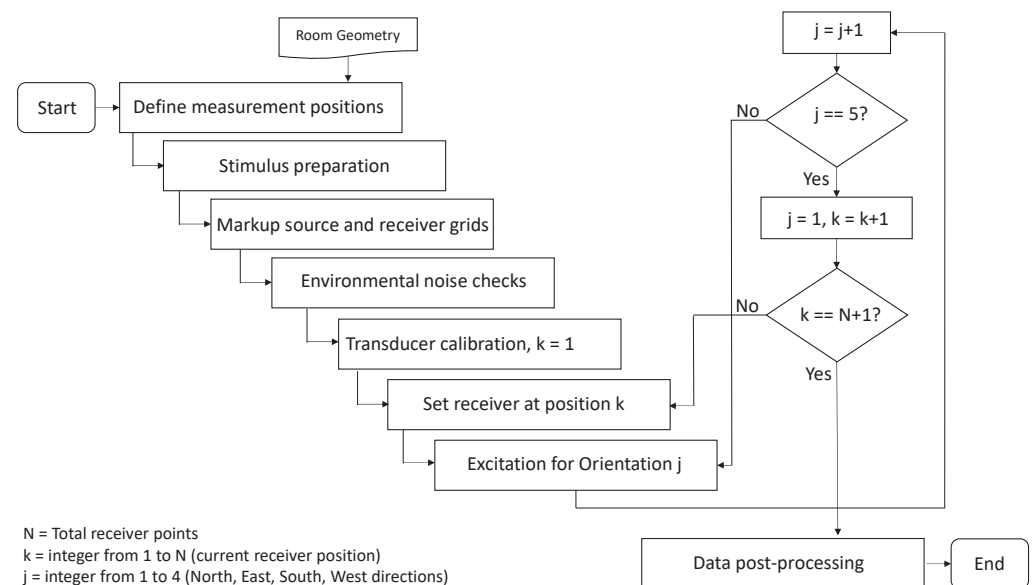 Room Geometry
Start
Define measurement positions
Stimulus preparation
Markup source and receiver grids
Environmental noise checks
Transducer calibration, k = 1
Set receiver at position k
Excitation for Orientation j
j = j+1
j == 5?
No
Yes
j = 1, k = k+1
k == N+1?
No
Yes
Data post-processing
End
N = Total receiver points
k = integer from 1 to N (current receiver position)
j = integer from 1 to 4 (North, East, South, West directions)